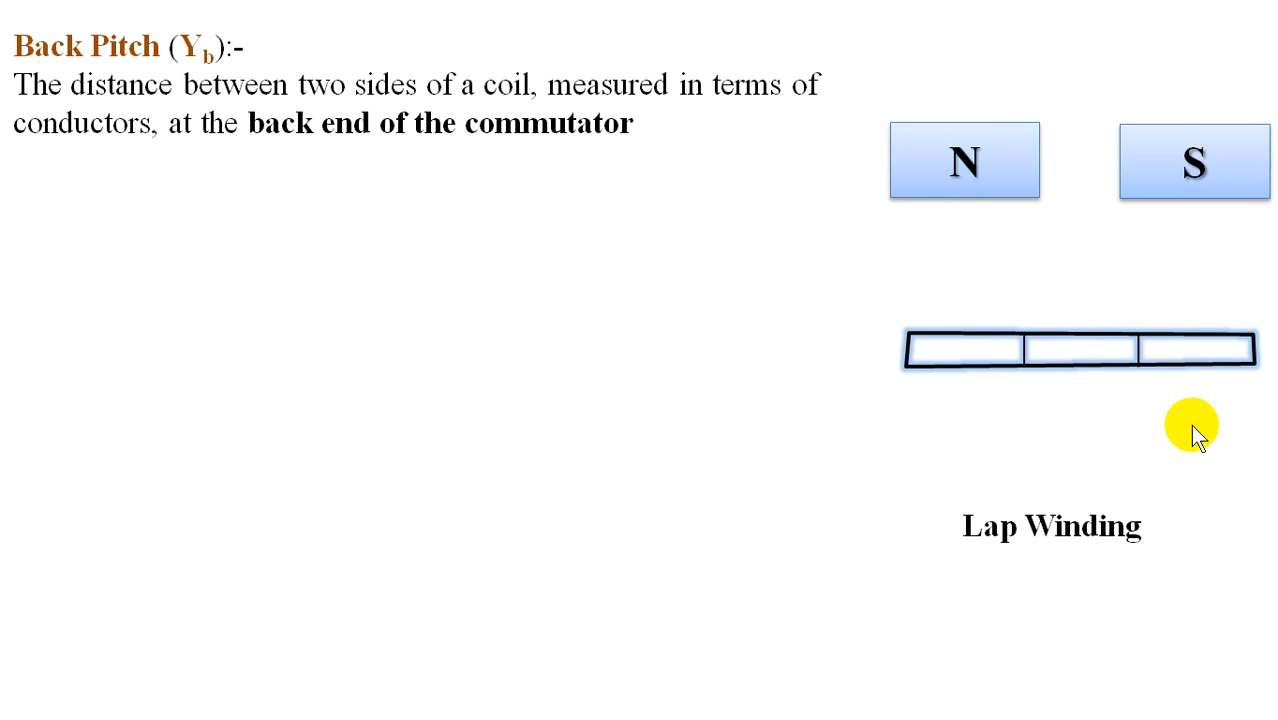 Back Pitch (Yb):-
The distance between two sides of a coil, measured in terms of
conductors, at the back end of the commutator
N
S
Lap Winding